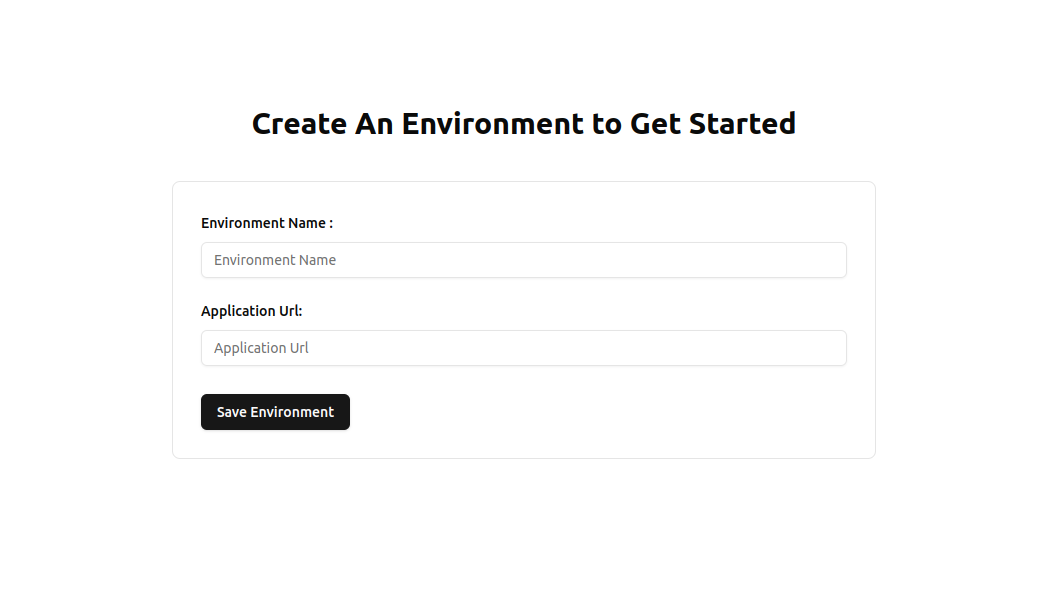 Create An Environment to Get Started
Environment Name :
Environment Name
Application Url:
Application Url
Save Environment